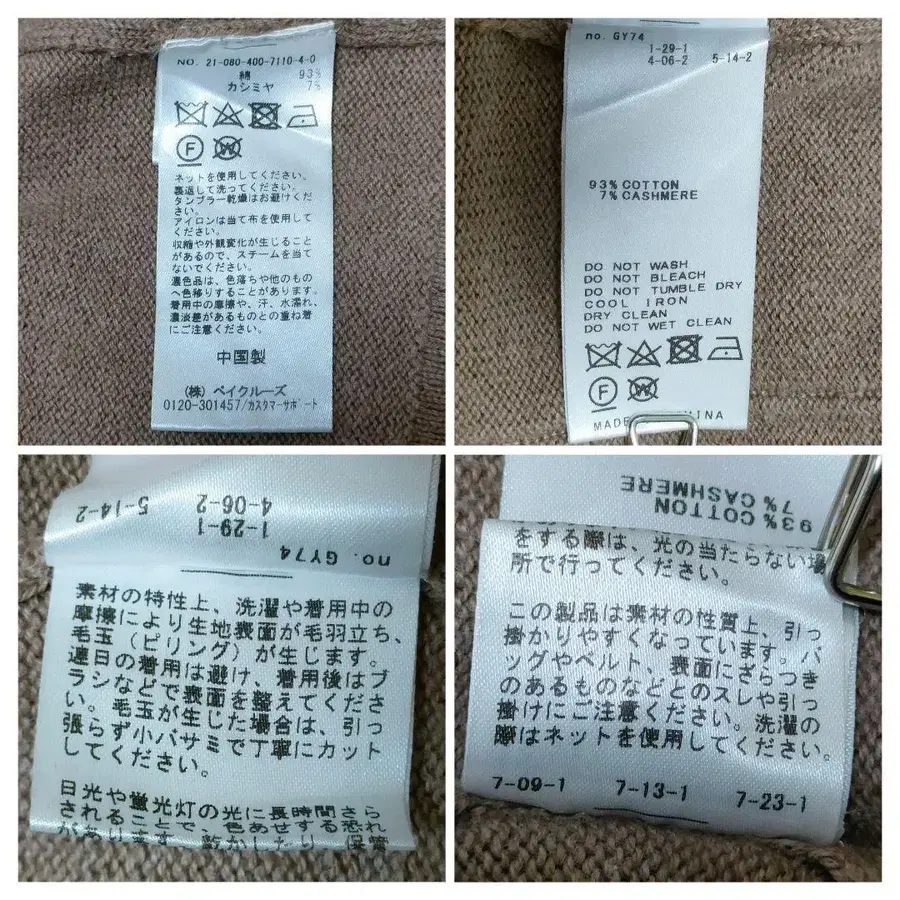 NO. 21-080-400-7110-4-0
綿 93%
カシミヤ 7%
F
W
ネットを使用してください。
裏返して洗ってください。
タンブラー乾燥はお避けくだ
さい。
アイロンは当て布を使用して
ください。
収縮や外観変化が生じること
があるので、スチームを当て
ないでください。
濃色品は、色落ちや他のもの
へ色移りすることがあります。
着用中の摩擦や、汗、水濡れ、
濃淡差があるものとの重ね着
にご注意ください。
中国製
(株) ベイクルーズ
0120-301457/カスタマーサポート
no. GY74
1-29-1
4-06-2 5-14-2
93% COTTON
7% CASHMERE
DO NOT WASH
DO NOT BLEACH
DO NOT TUMBLE DRY
COOL IRON
DRY CLEAN
DO NOT WET CLEAN
F
W
MADE CHINA
5-14-2
4-06-2
1-29-1
no. GY74
素材の特性上、洗濯や着用中の
摩擦により生地表面が毛羽立ち、
毛玉（ピリング）が生じます。
連日の着用は避け、着用後はブ
ラシなどで表面を整えてくださ
い。毛玉が生じた場合は、引っ
張らず小バサミで丁寧にカット
してください。
日光や蛍光灯の光に長時間さら
されることで、色あせする恐れ
があります。
93% COTTON
7% CASHMERE
をする際は、光の当たらない場
所で行ってください。
この製品は素材の性質上、引っ
掛かりやすくなっています。バ
ッグやベルト、表面にざらつき
のあるものなどとのスレや引っ
掛けにご注意ください。洗濯の
際はネットを使用してください。
7-09-1 7-13-1 7-23-1